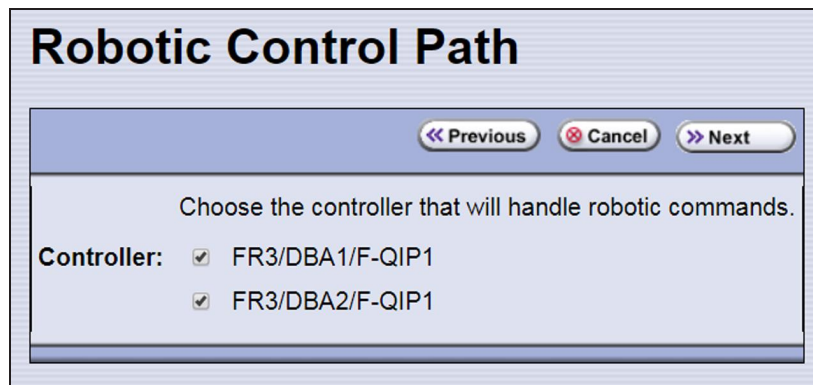 Robotic Control Path
Previous Cancel Next
Choose the controller that will handle robotic commands.
Controller: FR3/DBA1/F-QIP1
FR3/DBA2/F-QIP1